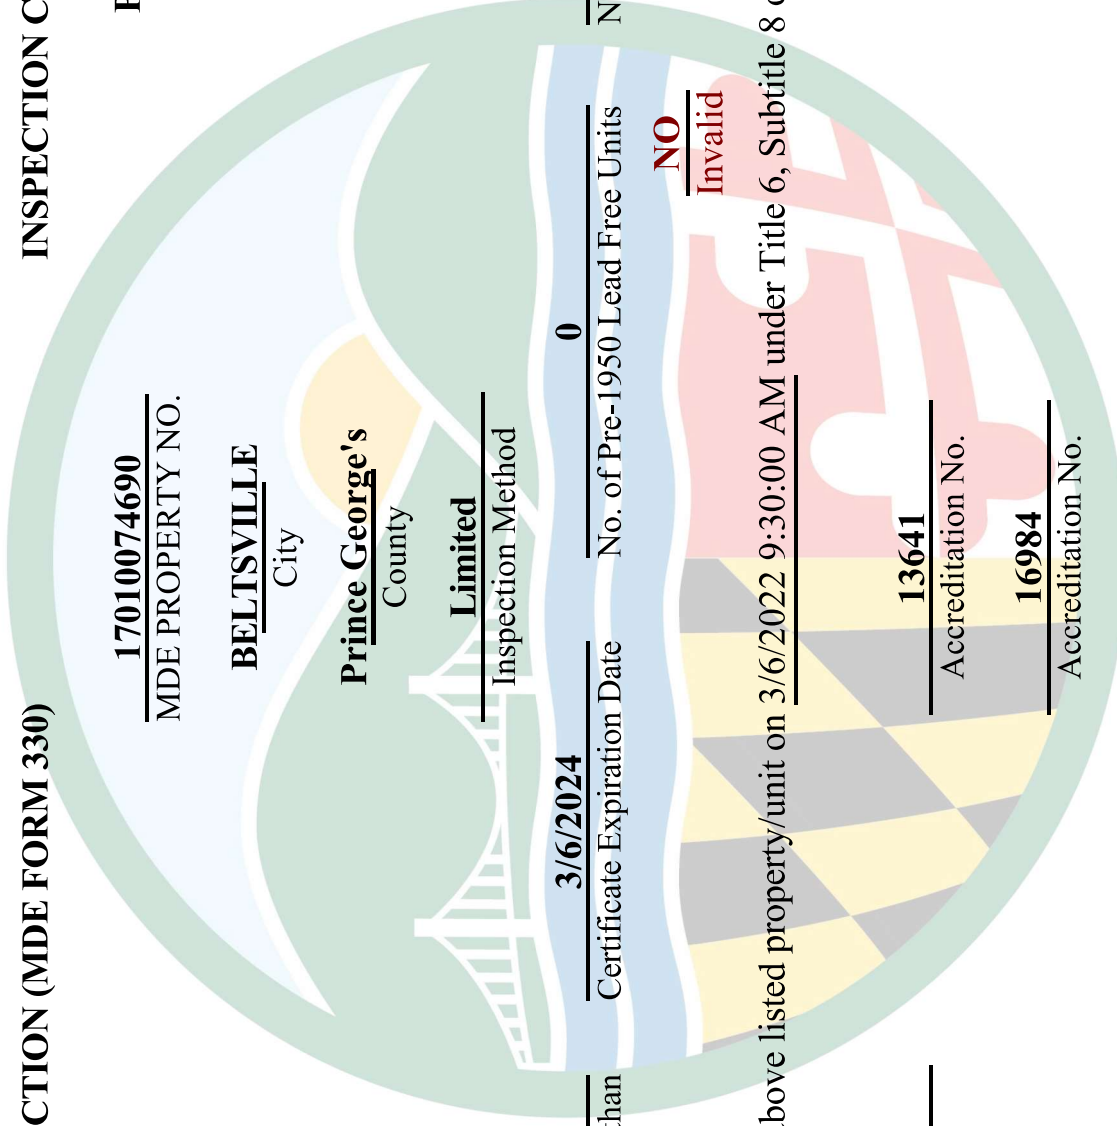 CTION (MDE FORM 330)
INSPECTION C
17010074690
MDE PROPERTY NO.
BELTSVILLE
City
Prince George's
County
Limited
Inspection Method
than
3/6/2024
Certificate Expiration Date
0
No. of Pre-1950 Lead Free Units
N
NO
Invalid
bove listed property/unit on 3/6/2022 9:30:00 AM under Title 6, Subtitle 8
13641
Accreditation No.
16984
Accreditation No.